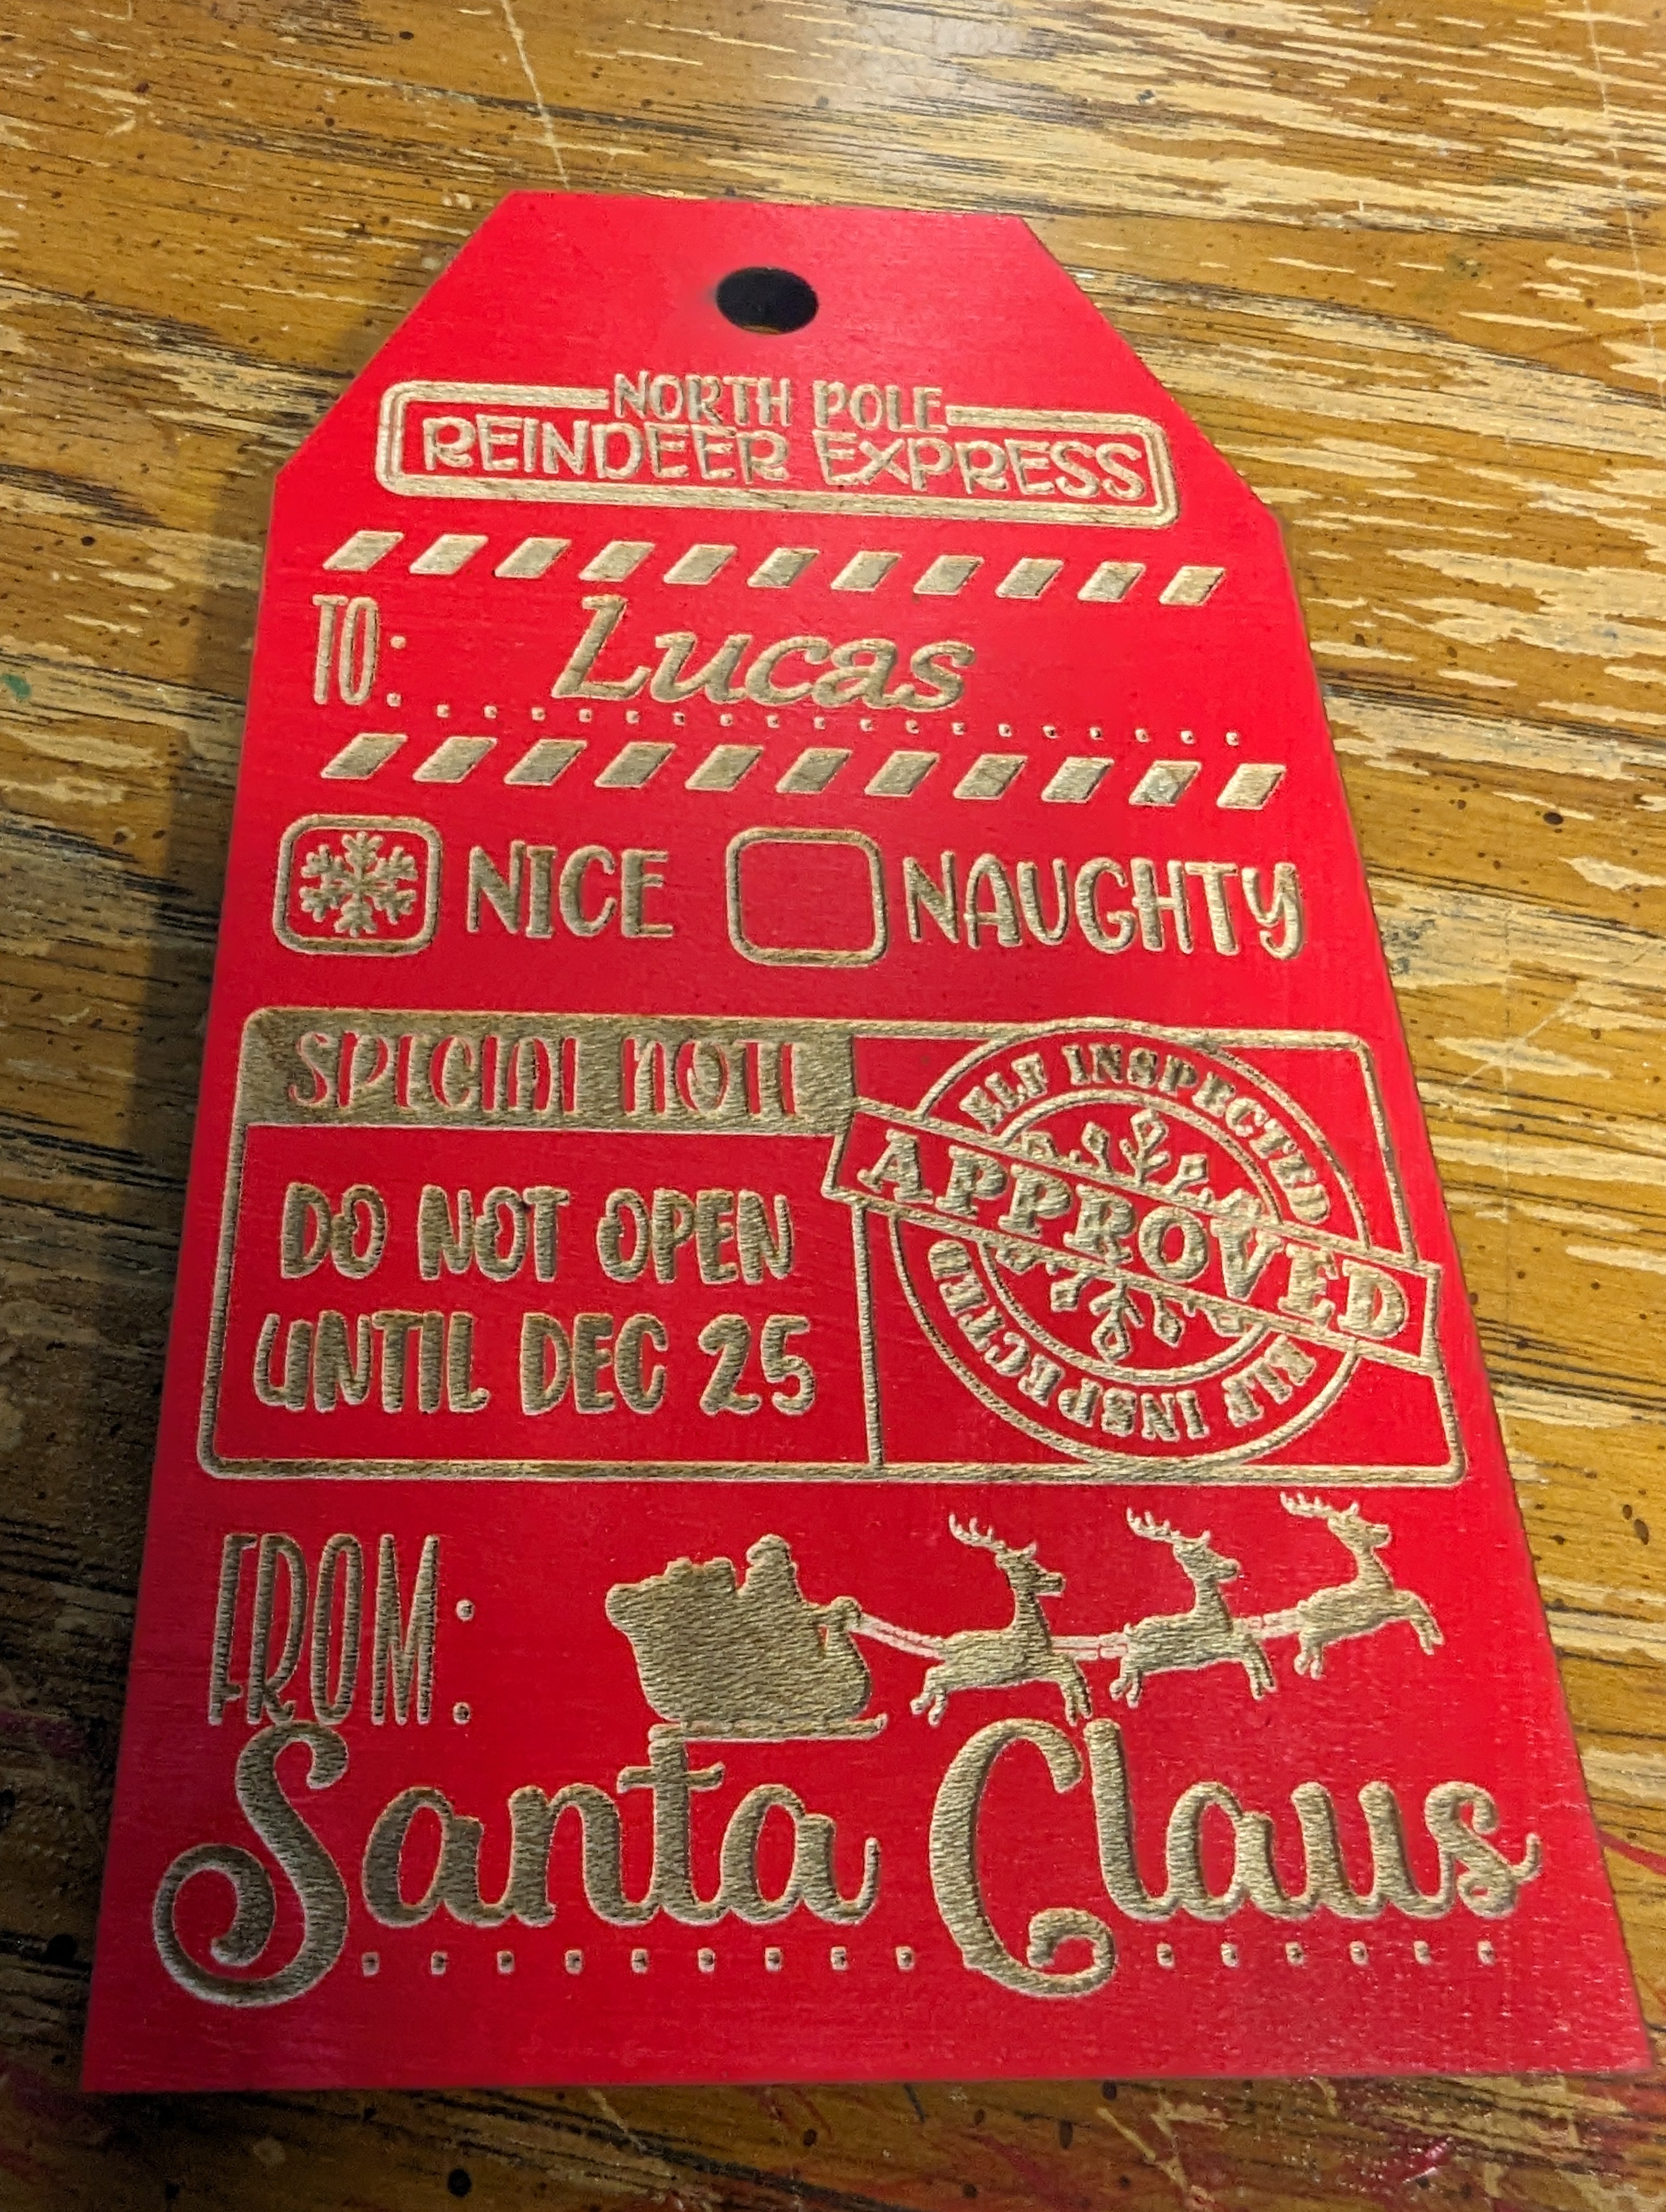 NORTH POLE
REINDEER EXPRESS
TO: Lucas
NICE NAUGHTY
SPECIAL NOTE
DO NOT OPEN
UNTIL DEC 25
ELF INSPECTED
APPROVED
ELF INSPECTED
FROM:
Santa Claus